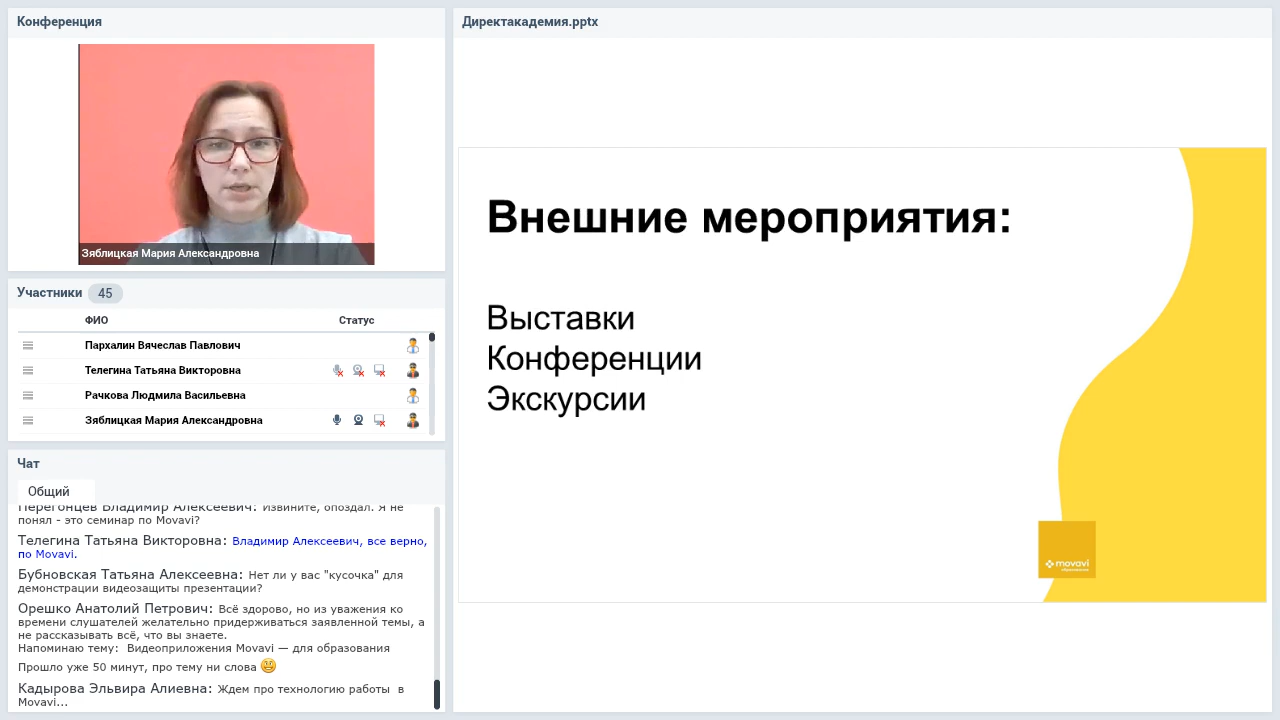 Конференция
Зяблицкая Мария Александровна
Участники 45
ФИО Статус
Пархалин Вячеслав Павлович
Телегина Татьяна Викторовна
Рачкова Людмила Васильевна
Зяблицкая Мария Александровна
Чат
Общий
Перегонцев Владимир Алексеевич: Извините, опоздал. Я не
понял - это семинар по Movavi?
Телегина Татьяна Викторовна: Владимир Алексеевич, все верно,
по Movavi.
Бубновская Татьяна Алексеевна: Нет ли у вас "кусочка" для
демонстрации видеозащиты презентации?
Орешко Анатолий Петрович: Всё здорово, но из уважения ко
времени слушателей желательно придерживаться заявленной темы, а
не рассказывать всё, что вы знаете.
Напоминаю тему: Видеоприложения Movavi — для образования
Прошло уже 50 минут, про тему ни слова
Кадырова Эльвира Алиевна: Ждем про технологию работы в
Movavi...
Директакадемия.pptx
Внешние мероприятия:
Выставки
Конференции
Экскурсии
movavi